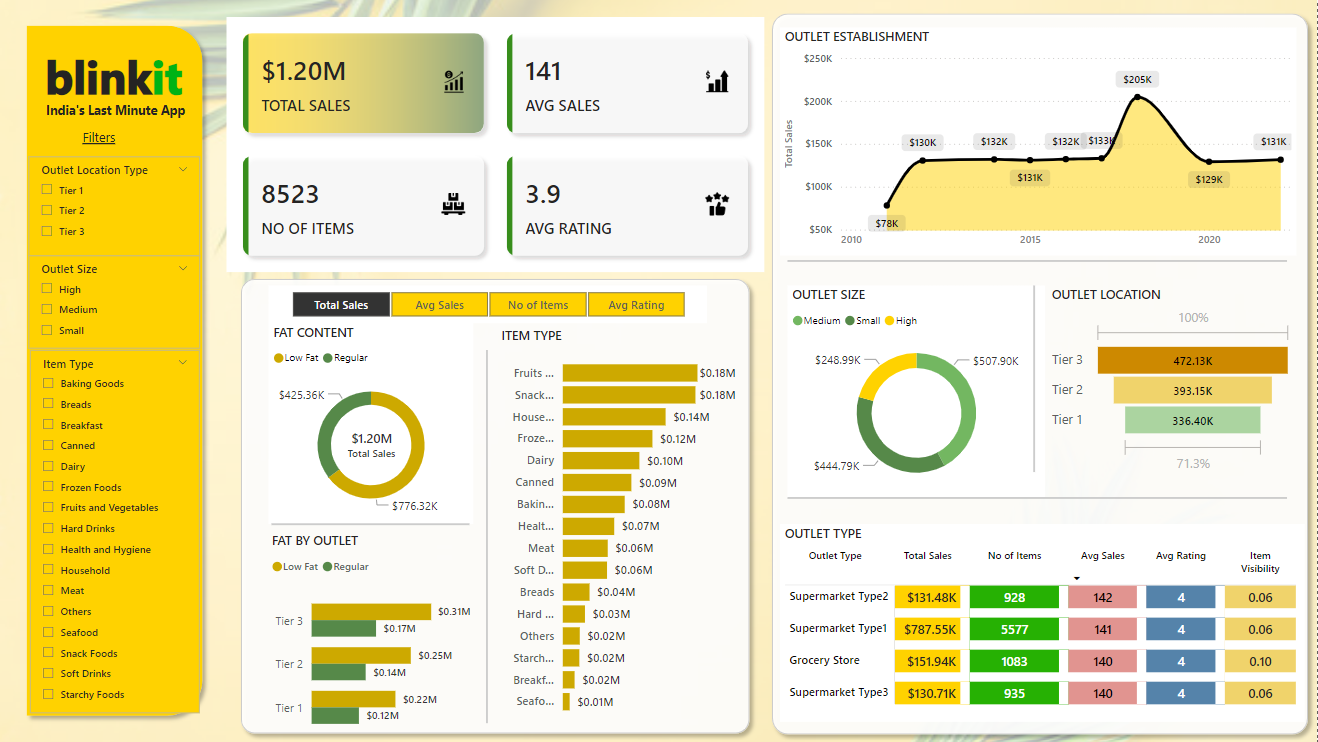 blinkit
India's Last Minute App
Filters
Outlet Location Type
Tier 1
Tier 2
Tier 3
Outlet Size
High
Medium
Small
Item Type
Baking Goods
Breads
Breakfast
Canned
Dairy
Frozen Foods
Fruits and Vegetables
Hard Drinks
Health and Hygiene
Household
Meat
Others
Seafood
Snack Foods
Soft Drinks
Starchy Foods
$1.20M
TOTAL SALES
141
AVG SALES
8523
NO OF ITEMS
3.9
AVG RATING
Total Sales Avg Sales No of Items Avg Rating
FAT CONTENT
Low Fat Regular
$425.36K
$1.20M
Total Sales
$776.32K
FAT BY OUTLET
Low Fat Regular
Tier 3 $0.31M
$0.17M
Tier 2 $0.25M
$0.14M
Tier 1 $0.22M
$0.12M
ITEM TYPE
Fruits ... $0.18M
Snack... $0.18M
House... $0.14M
Froze... $0.12M
Dairy $0.10M
Canned $0.09M
Bakin... $0.08M
Healt... $0.07M
Meat $0.06M
Soft D... $0.06M
Breads $0.04M
Hard ... $0.03M
Others $0.02M
Starch... $0.02M
Breakf... $0.02M
Seafo... $0.01M
OUTLET ESTABLISHMENT
Total Sales
$250K
$200K
$150K
$100K
$50K
$78K
$130K
$132K
$131K
$132K
$133K
$205K
$129K
$131K
2010 2015 2020
OUTLET SIZE
Medium Small High
$248.99K
$507.90K
$444.79K
OUTLET LOCATION
100%
Tier 3 472.13K
Tier 2 393.15K
Tier 1 336.40K
71.3%
OUTLET TYPE
Outlet Type Total Sales No of Items Avg Sales Avg Rating Item Visibility
Supermarket Type2 $131.48K 928 142 4 0.06
Supermarket Type1 $787.55K 5577 141 4 0.06
Grocery Store $151.94K 1083 140 4 0.10
Supermarket Type3 $130.71K 935 140 4 0.06